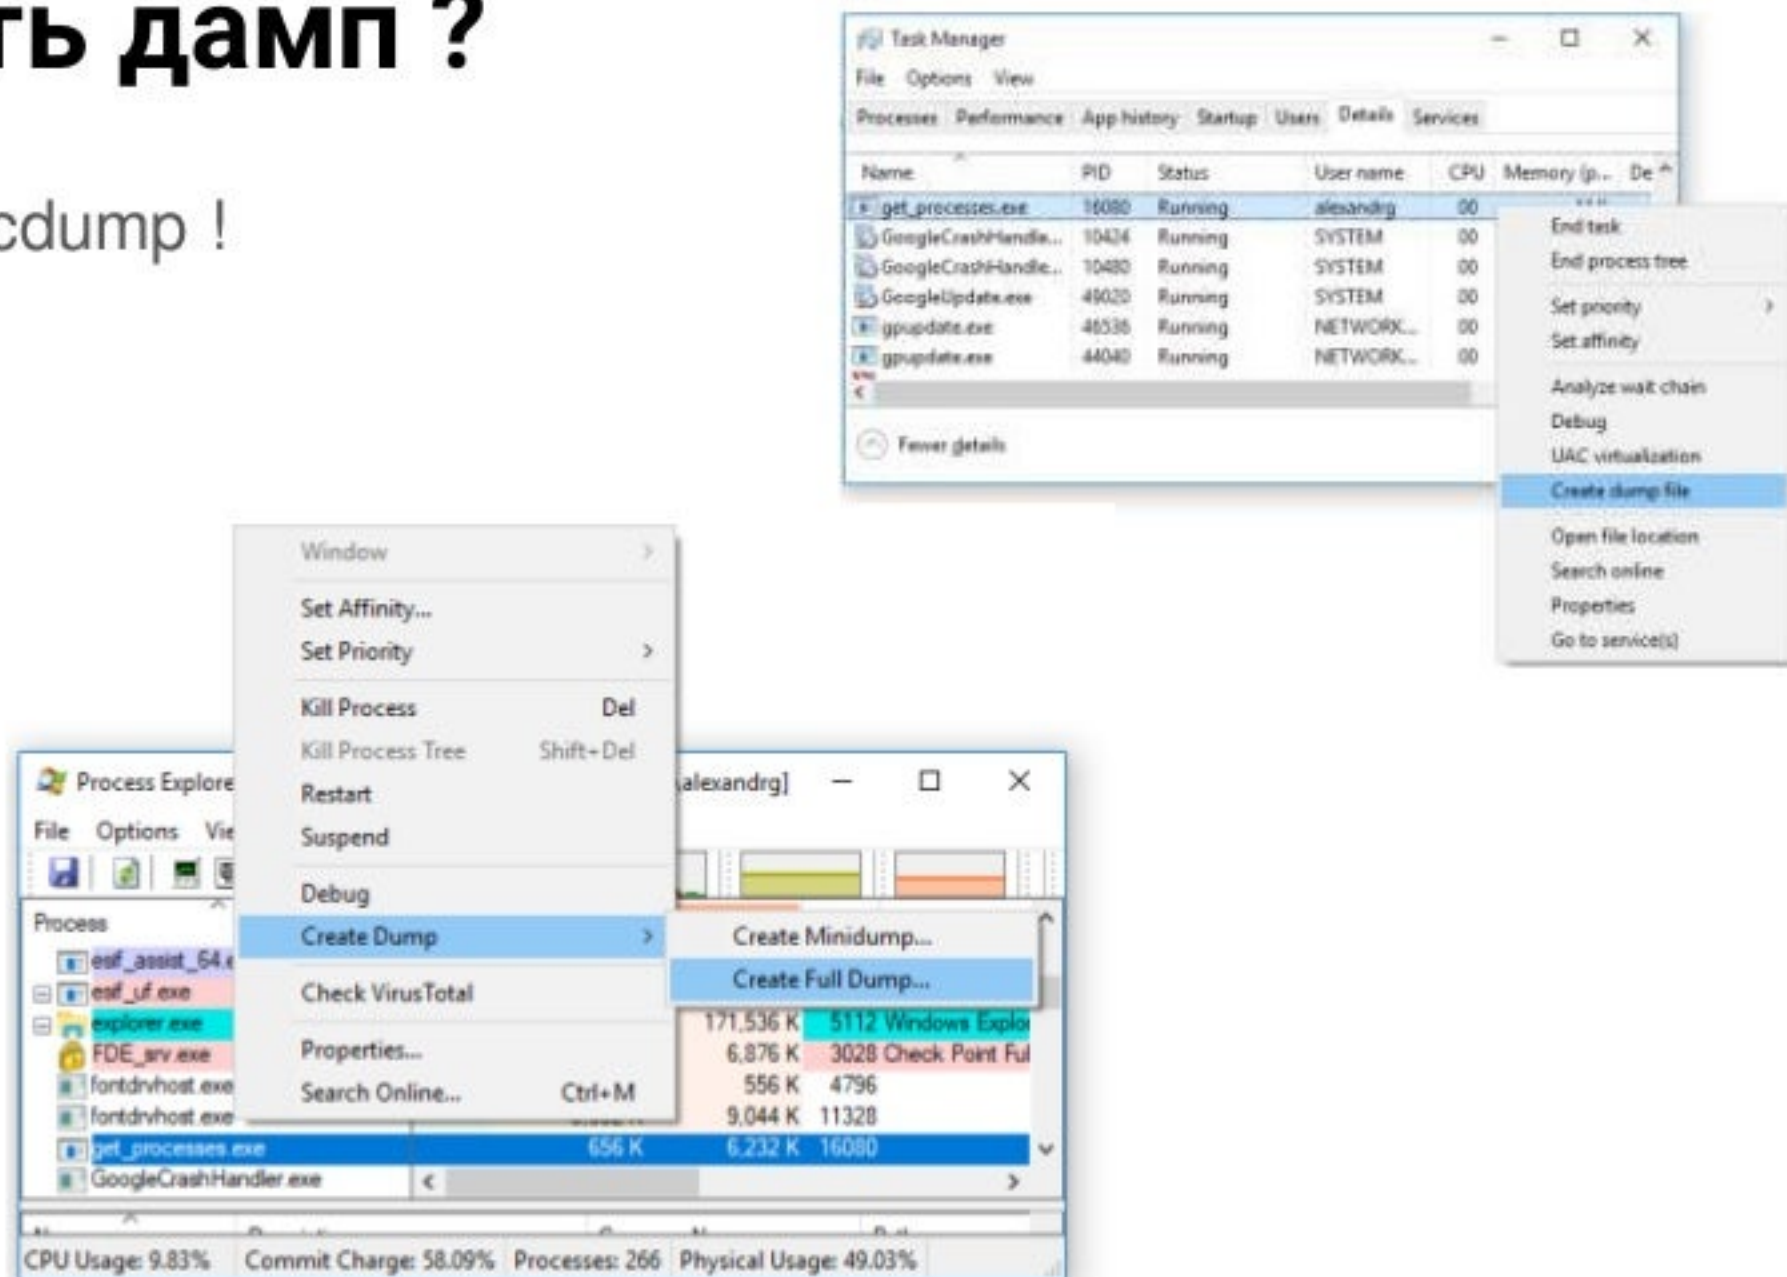 ть дамп ?
cdump !
Task Manager
File Options View
Processes Performance App history Startup Users Details Services
Name PID Status User name CPU Memory (p... De
get_processes.exe 16080 Running alexandrg 00
GoogleCrashHandle... 10424 Running SYSTEM 00
GoogleCrashHandle... 10480 Running SYSTEM 00
GoogleUpdate.exe 49020 Running SYSTEM 00
gpupdate.exe 46536 Running NETWORK... 00
gpupdate.exe 44040 Running NETWORK... 00
Fewer details
End task
End process tree
Set priority
Set affinity
Analyze wait chain
Debug
UAC virtualization
Create dump file
Open file location
Search online
Properties
Go to service(s)
Window
Set Affinity...
Set Priority
Kill Process Del
Kill Process Tree Shift+Del
Restart
Suspend
Debug
Create Dump
Check VirusTotal
Properties...
Search Online... Ctrl+M
Create Minidump...
Create Full Dump...
Process Explore \alexandrg]
File Options Vie
Process
esif_assist_64.e
esif_uf.exe
explorer.exe 171,536 K 5112 Windows Explor
FDE_srv.exe 6,876 K 3028 Check Point Ful
fontdrvhost.exe 556 K 4796
fontdrvhost.exe 9,044 K 11328
get_processes.exe 656 K 6,232 K 16080
GoogleCrashHandler.exe
CPU Usage: 9.83% Commit Charge: 58.09% Processes: 266 Physical Usage: 49.03%